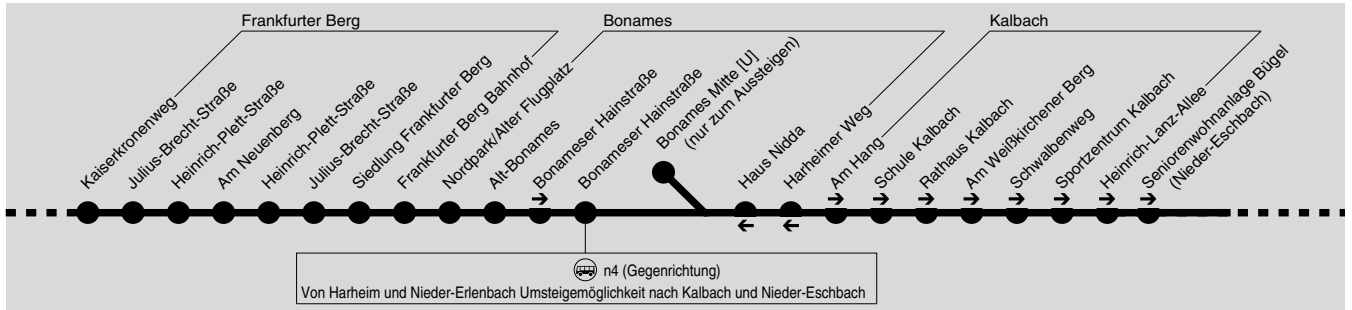 Frankfurter Berg
Bonames
Kalbach
Kaiserkronenweg
Julius-Brecht-Straße
Heinrich-Plett-Straße
Am Neuenberg
Heinrich-Plett-Straße
Julius-Brecht-Straße
Siedlung Frankfurter Berg
Frankfurter Berg Bahnhof
Nordpark/Alter Flugplatz
Alt-Bonames
Bonameser Hainstraße
Bonameser Hainstraße
Bonames Mitte [U]
(nur zum Aussteigen)
Haus Nidda
Harheimer Weg
Am Hang
Schule Kalbach
Rathaus Kalbach
Am Weißkirchener Berg
Schwalbenweg
Sportzentrum Kalbach
Heinrich-Lanz-Allee
Seniorenwohnanlage Bügel
(Nieder-Eschbach)
n4 (Gegenrichtung)
Von Harheim und Nieder-Erlenbach Umsteigemöglichkeit nach Kalbach und Nieder-Eschbach